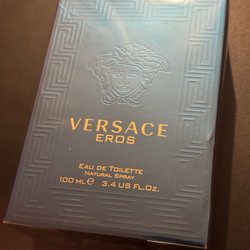 VERSACE
EROS
EAU DE TOILETTE
NATURAL SPRAY
100 ML ℮ 3.4 US FL.OZ.